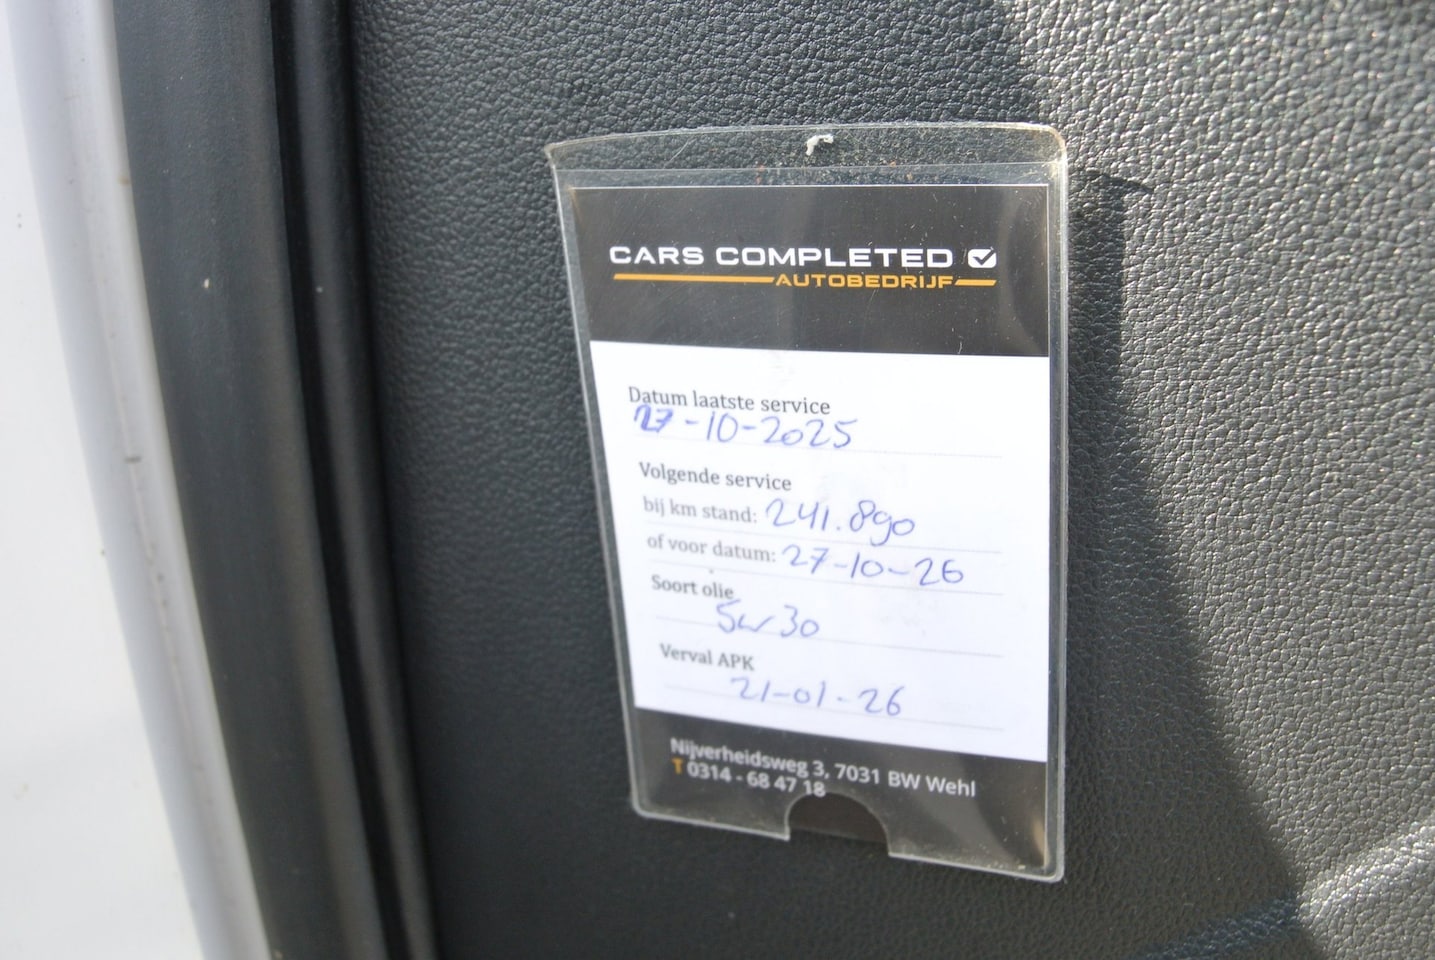 CARS COMPLETED
AUTOBEDRIJF
Datum laatste service
27-10-2025
Volgende service
bij km stand: 241.890
of voor datum: 27-10-26
Soort olie
5w30
Verval APK
21-01-26
Nijverheidsweg 3, 7031 BW Wehl
T 0314 - 68 47 18